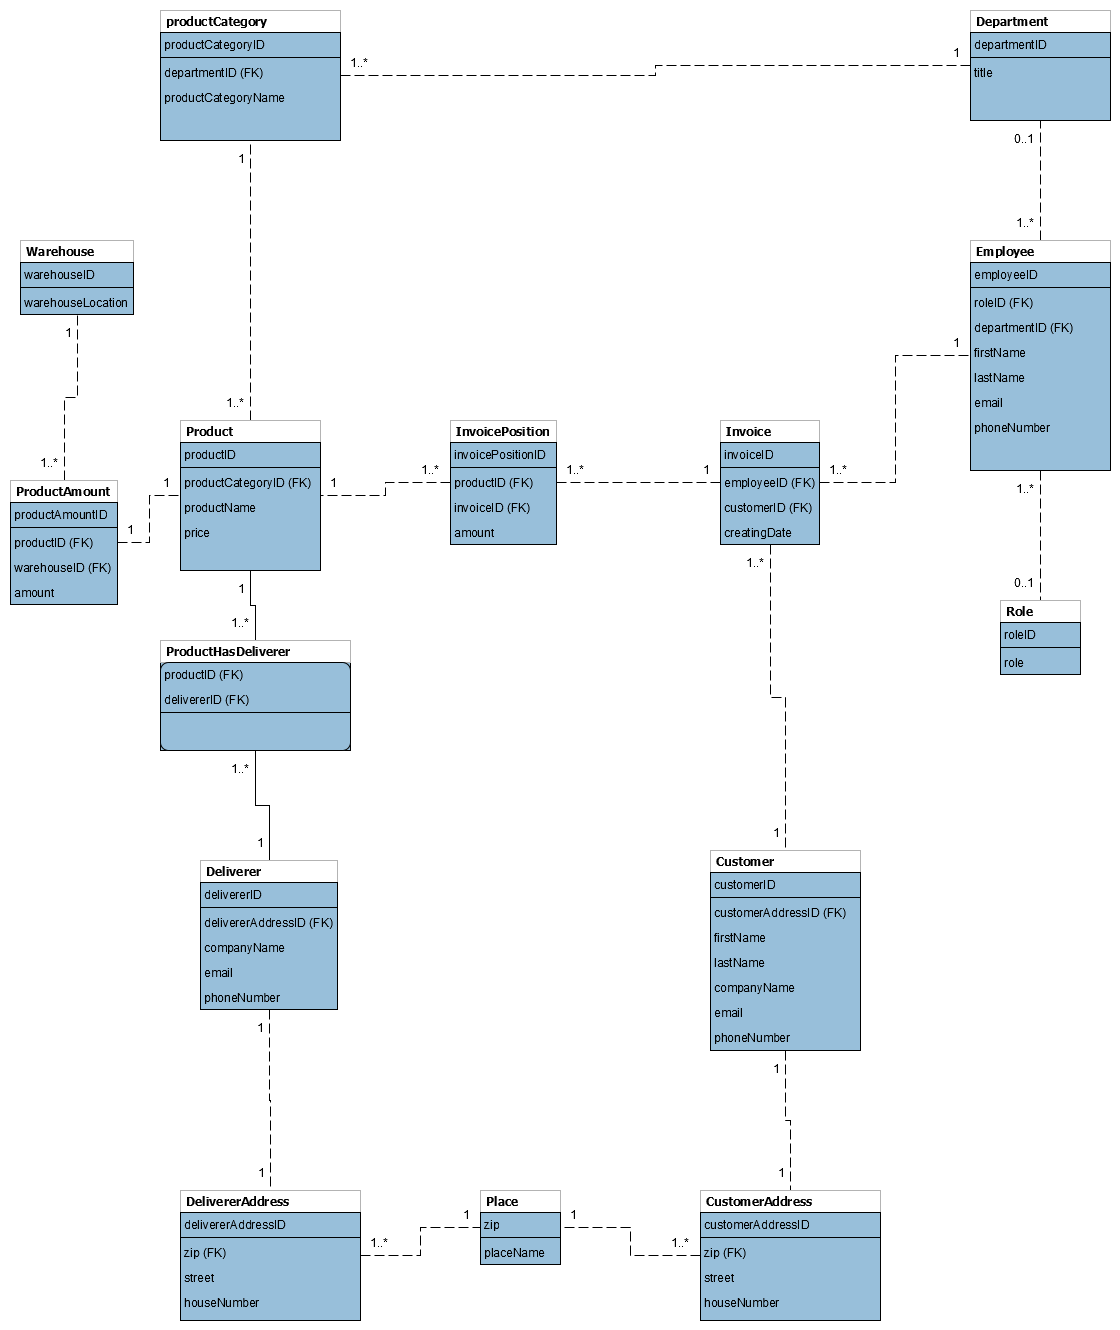 productCategory
productCategoryID
departmentID (FK)
productCategoryName
1..*
1
Department
departmentID
title
1
0..1
1..*
Warehouse
warehouseID
warehouseLocation
1
1..*
Employee
employeeID
roleID (FK)
departmentID (FK)
firstName
lastName
email
phoneNumber
1
1..*
1..*
Product
productID
productCategoryID (FK)
productName
price
1
1
1
InvoicePosition
invoicePositionID
productID (FK)
invoiceID (FK)
amount
1..*
1..*
Invoice
invoiceID
employeeID (FK)
customerID (FK)
creatingDate
1
1..*
1..*
ProductAmount
productAmountID
productID (FK)
warehouseID (FK)
amount
1
0..1
Role
roleID
role
1..*
ProductHasDeliverer
productID (FK)
delivererID (FK)
1..*
1
Deliverer
delivererID
delivererAddressID (FK)
companyName
email
phoneNumber
1
1
Customer
customerID
customerAddressID (FK)
firstName
lastName
companyName
email
phoneNumber
1
1
DelivererAddress
delivererAddressID
zip (FK)
street
houseNumber
1..*
1
Place
zip
placeName
1
1..*
1
CustomerAddress
customerAddressID
zip (FK)
street
houseNumber